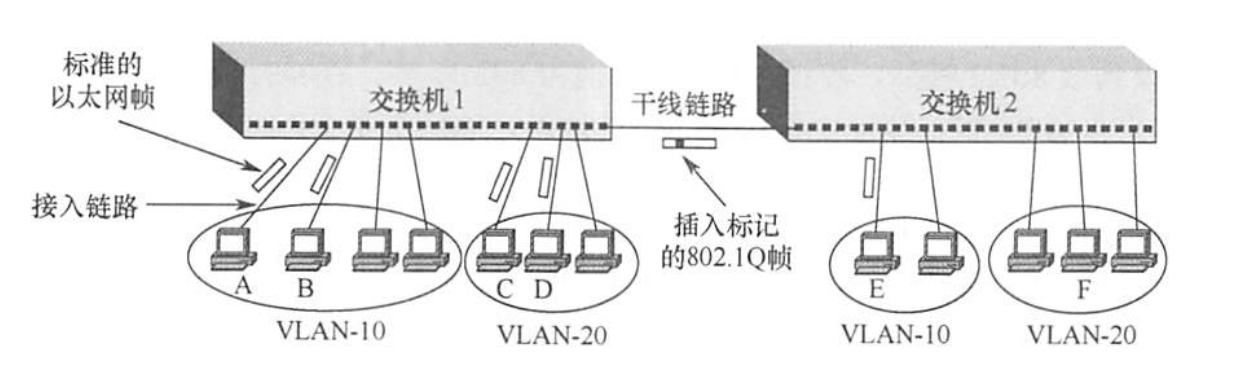 标准的
以太网帧
交换机1
干线链路
交换机2
接入链路
插入标记
的802.1Q帧
A
B
C
D
E
F
VLAN-10
VLAN-20
VLAN-10
VLAN-20